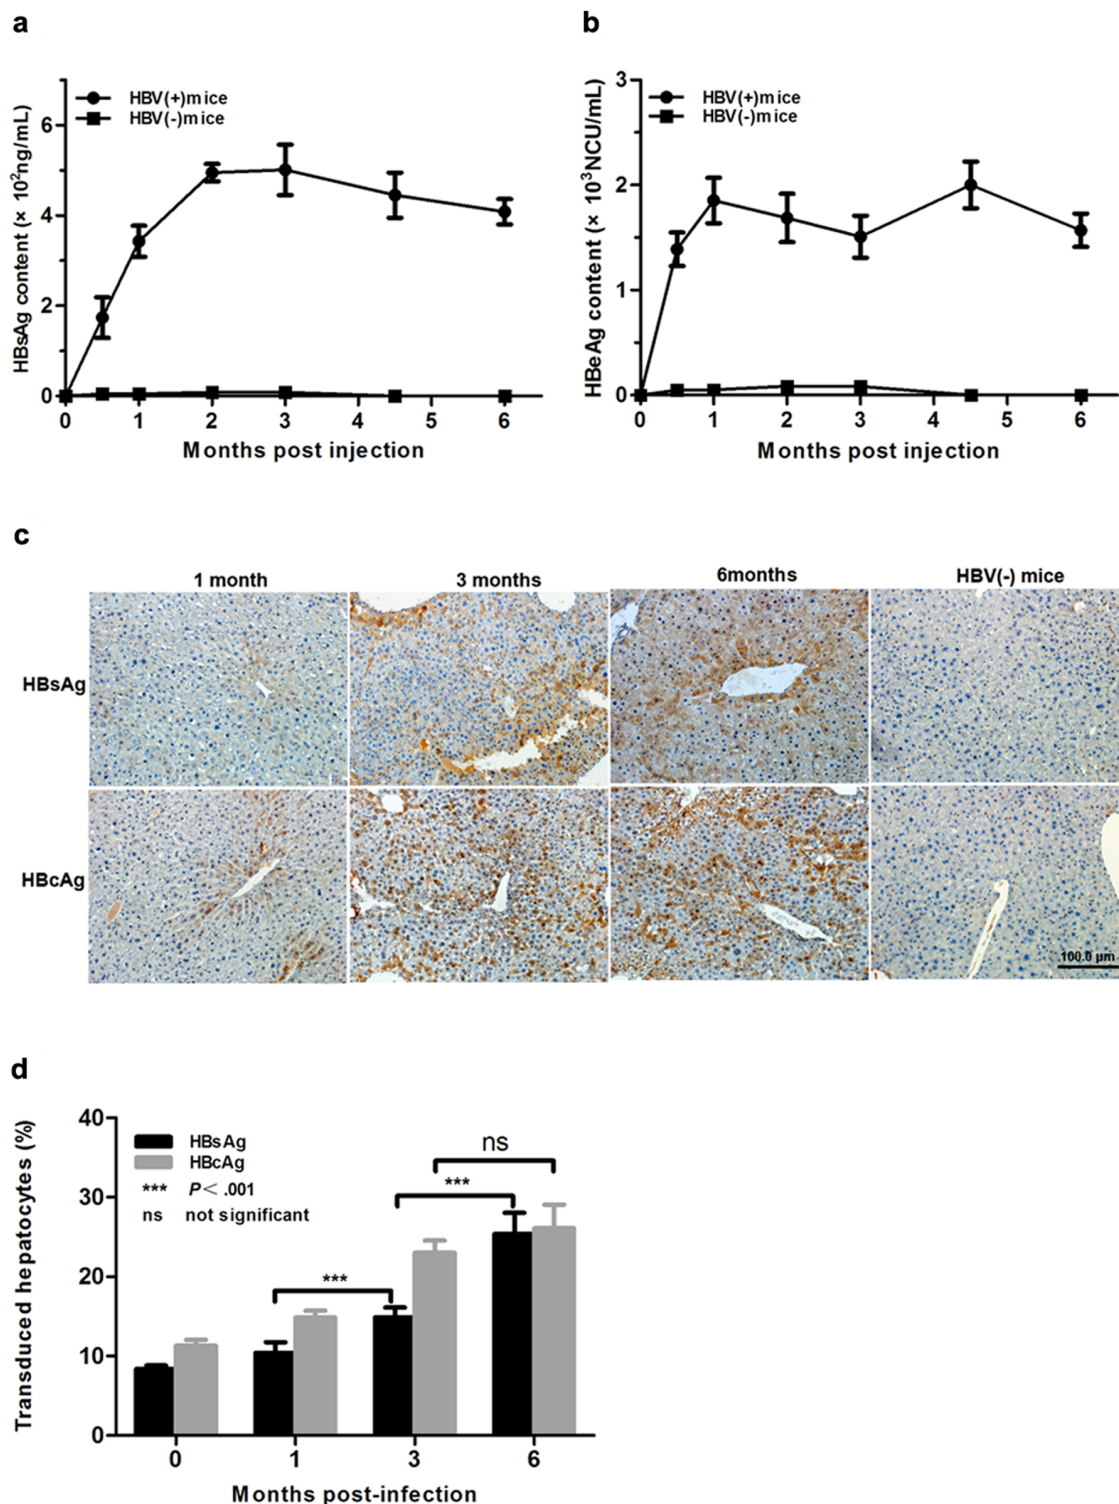 a
HBsAg content (× 10²ng/mL)
HBV(+)mice
HBV(-)mice
6
4
2
0
0 1 2 3 4 5 6
Months post injection
b
HBeAg content (× 10³NCU/mL)
HBV(+)mice
HBV(-)mice
3
2
1
0
0 1 2 3 4 5 6
Months post injection
c
1 month 3 months 6months HBV(-) mice
HBsAg
HBcAg
100.0 µm
d
Transduced hepatocytes (%)
40
30
20
10
0
HBsAg
HBcAg
*** P< .001
ns not significant
***
***
ns
0 1 3 6
Months post-infection